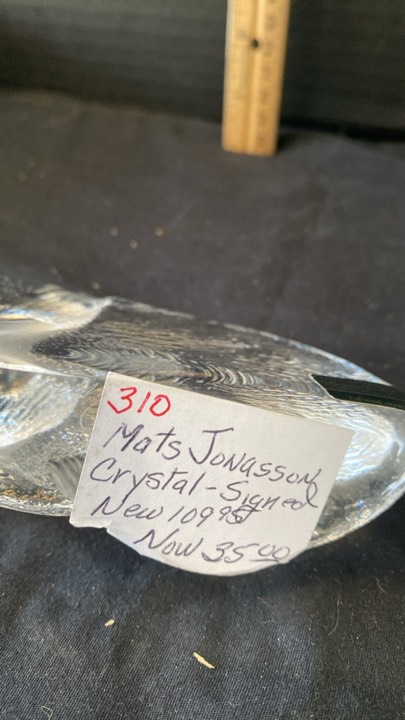 310
Mats Jonasson
Crystal - Signed
New 109 95
Now 35 00